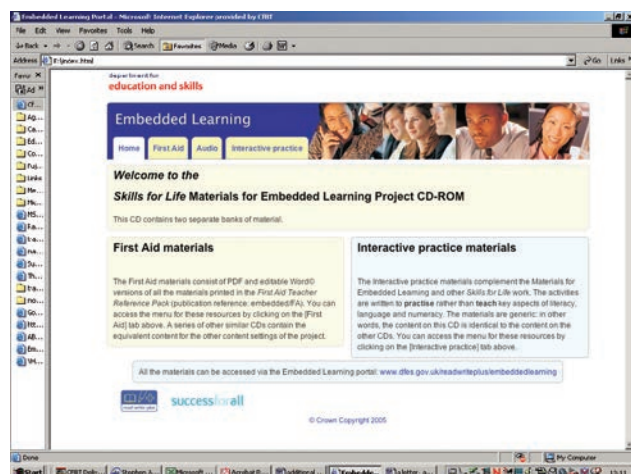 Embedded Learning Portal - Microsoft Internet Explorer provided by CfBT
File Edit View Favorites Tools Help
Back Search Favorites Media
Address E:\index.html Go Links
department for
education and skills
Embedded Learning
Home First Aid Audio Interactive practice
Welcome to the
Skills for Life Materials for Embedded Learning Project CD-ROM
This CD contains two separate banks of material.
First Aid materials
The First Aid materials consist of PDF and editable Word©
versions of all the materials printed in the First Aid Teacher
Reference Pack (publication reference: embedded/FA). You can
access the menu for these resources by clicking on the [First
Aid] tab above. A series of other similar CDs contain the
equivalent content for the other content settings of the project.
Interactive practice materials
The Interactive practice materials complement the Materials for
Embedded Learning and other Skills for Life work. The activities
are written to practise rather than teach key aspects of literacy,
language and numeracy. The materials are generic: in other
words, the content on this CD is identical to the content on the
other CDs. You can access the menu for these resources by
clicking on the [Interactive practice] tab above.
All the materials can be accessed via the Embedded Learning portal: www.dfes.gov.uk/readwriteplus/embeddedlearning
read write plus
successforall
© Crown Copyright 2005
Done My Computer
Start